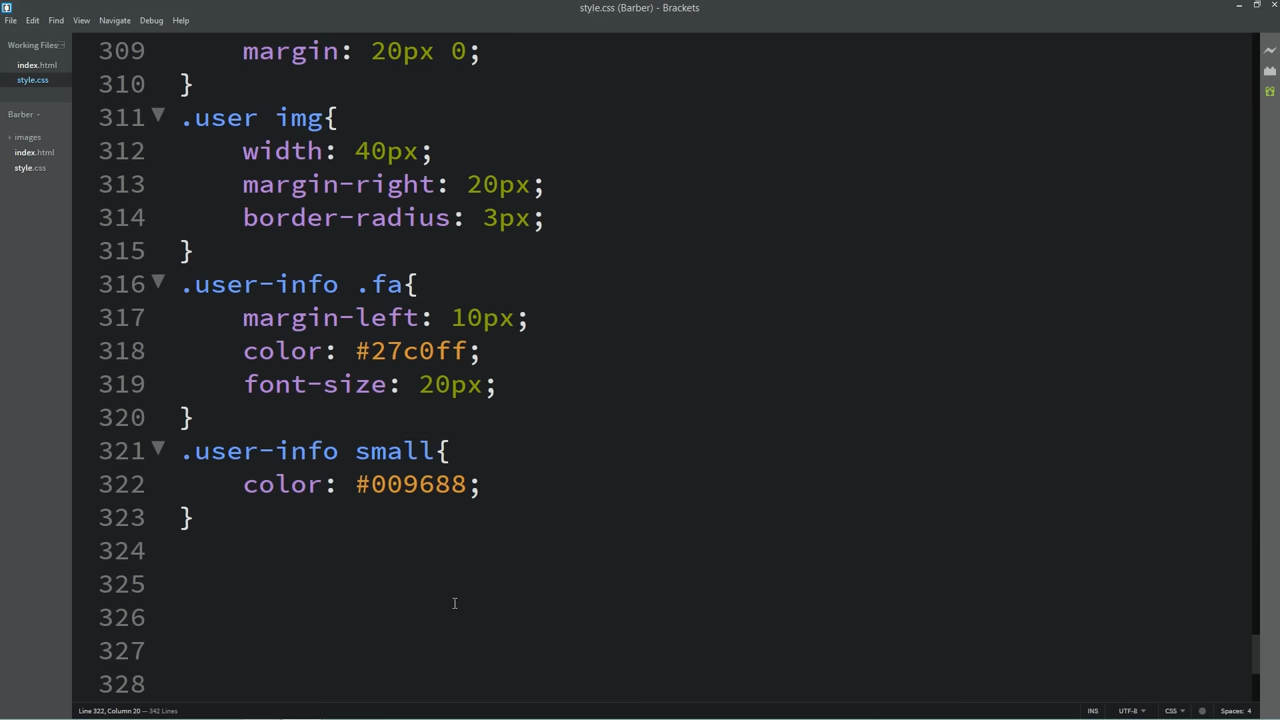 style.css (Barber) - Brackets
File Edit Find View Navigate Debug Help
Working Files
index.html
style.css
Barber
images
index.html
style.css
309 margin: 20px 0;
310 }
311 .user img{
312 width: 40px;
313 margin-right: 20px;
314 border-radius: 3px;
315 }
316 .user-info .fa{
317 margin-left: 10px;
318 color: #27c0ff;
319 font-size: 20px;
320 }
321 .user-info small{
322 color: #009688;
323 }
324
325
326
327
328
Line 322, Column 20 — 342 Lines
INS UTF-8 CSS Spaces: 4